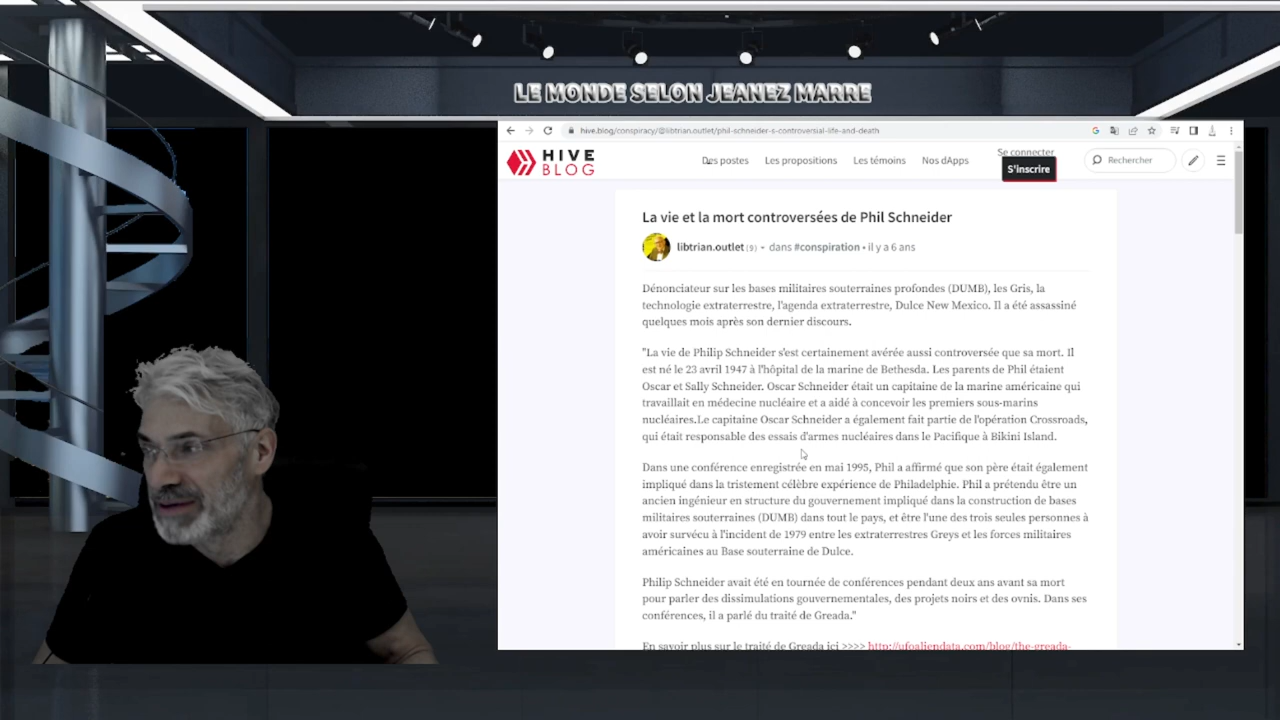 LE MONDE SELON JEANEZ MARRE
hive.blog/conspiracy/@libtrian.outlet/phil-schneider-s-controversial-life-and-death
HIVE
BLOG
Des postes Les propositions Les témoins Nos dApps
Se connecter
S'inscrire
Rechercher
La vie et la mort controversées de Phil Schneider
libtrian.outlet (9) • dans #conspiration • il y a 6 ans
Dénonciateur sur les bases militaires souterraines profondes (DUMB), les Gris, la
technologie extraterrestre, l'agenda extraterrestre, Dulce New Mexico. Il a été assassiné
quelques mois après son dernier discours.
"La vie de Philip Schneider s'est certainement avérée aussi controversée que sa mort. Il
est né le 23 avril 1947 à l'hôpital de la marine de Bethesda. Les parents de Phil étaient
Oscar et Sally Schneider. Oscar Schneider était un capitaine de la marine américaine qui
travaillait en médecine nucléaire et a aidé à concevoir les premiers sous-marins
nucléaires.Le capitaine Oscar Schneider a également fait partie de l'opération Crossroads,
qui était responsable des essais d'armes nucléaires dans le Pacifique à Bikini Island.
Dans une conférence enregistrée en mai 1995, Phil a affirmé que son père était également
impliqué dans la tristement célèbre expérience de Philadelphie. Phil a prétendu être un
ancien ingénieur en structure du gouvernement impliqué dans la construction de bases
militaires souterraines (DUMB) dans tout le pays, et être l'une des trois seules personnes à
avoir survécu à l'incident de 1979 entre les extraterrestres Greys et les forces militaires
américaines au Base souterraine de Dulce.
Philip Schneider avait été en tournée de conférences pendant deux ans avant sa mort
pour parler des dissimulations gouvernementales, des projets noirs et des ovnis. Dans ses
conférences, il a parlé du traité de Greada."
En savoir plus sur le traité de Greada ici >>>> http://ufoaliendata.com/blog/the-greada-